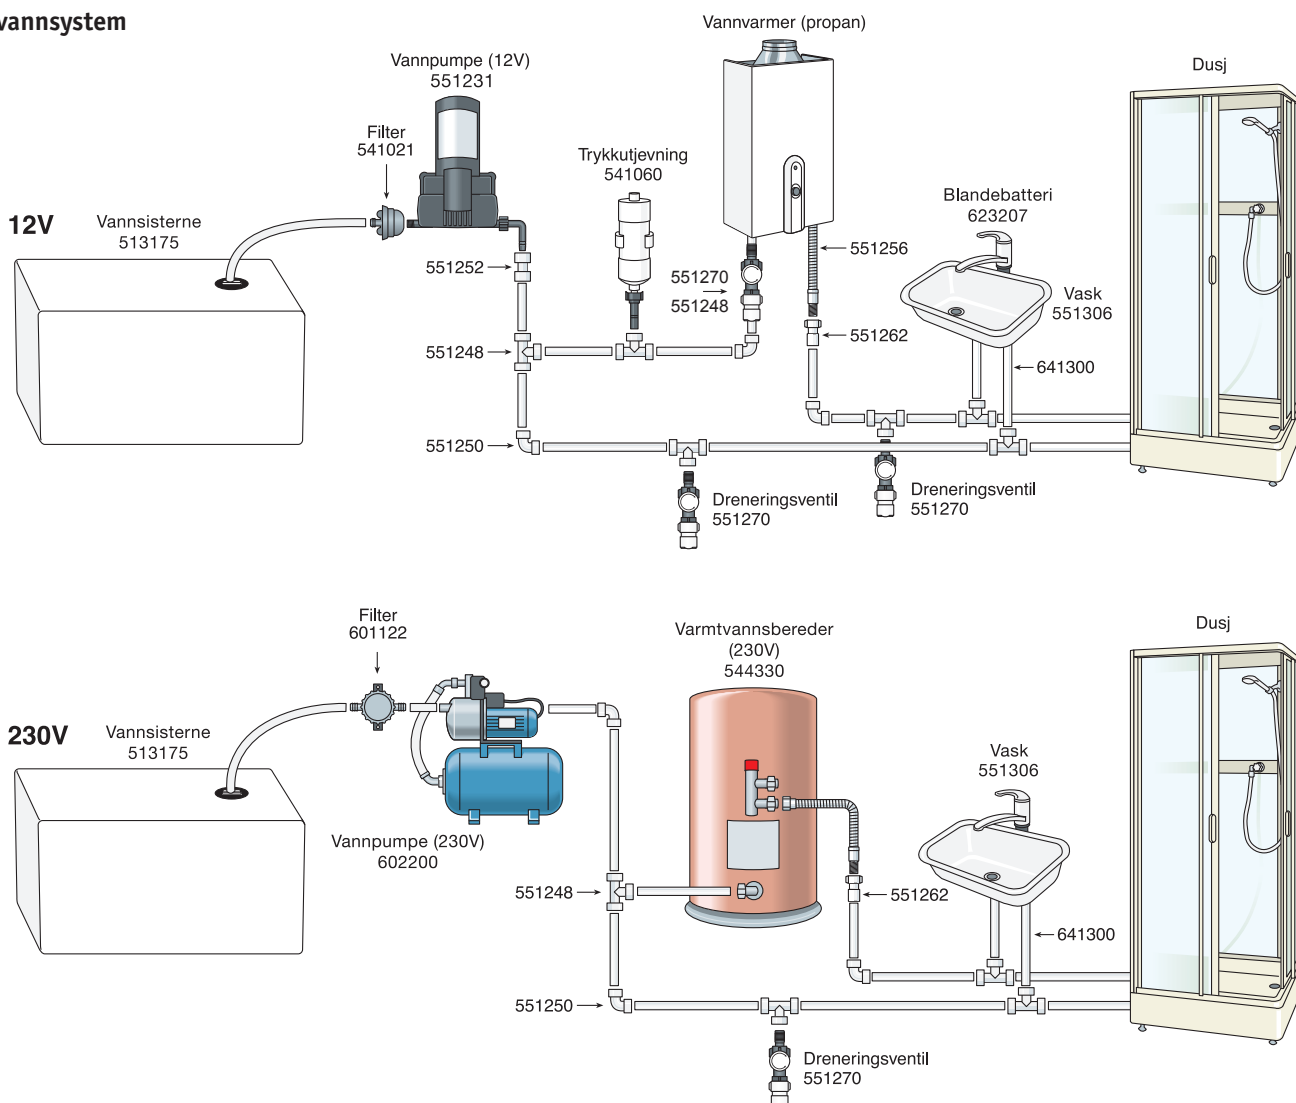 vannsystem
Vannvarmer (propan)
Vannpumpe (12V)
551231
Dusj
Filter
541021
Trykkutjevning
541060
Blandebatteri
623207
12V
Vannsisterne
513175
551252
551270
551248
551256
Vask
551306
551248
551262
641300
551250
Dreneringsventil
551270
Dreneringsventil
551270
Filter
601122
Varmtvannsbereder
(230V)
544330
Dusj
230V
Vannsisterne
513175
Vask
551306
Vannpumpe (230V)
602200
551248
551262
641300
551250
Dreneringsventil
551270